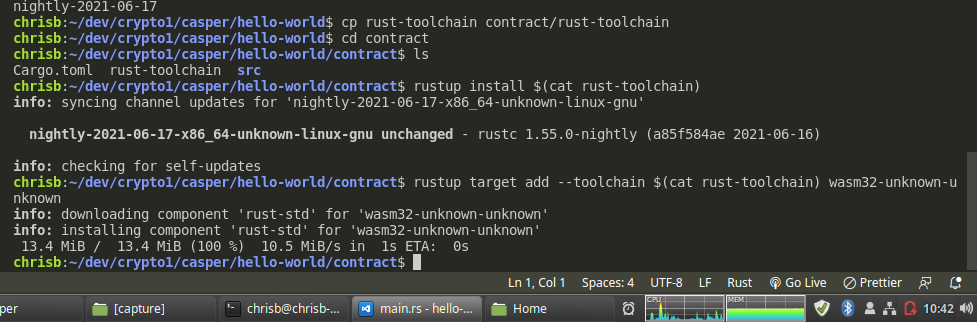 nightly-2021-06-17
chrisb:~/dev/crypto1/casper/hello-world$ cp rust-toolchain contract/rust-toolchain
chrisb:~/dev/crypto1/casper/hello-world$ cd contract
chrisb:~/dev/crypto1/casper/hello-world/contract$ ls
Cargo.toml  rust-toolchain  src
chrisb:~/dev/crypto1/casper/hello-world/contract$ rustup install $(cat rust-toolchain)
info: syncing channel updates for 'nightly-2021-06-17-x86_64-unknown-linux-gnu'
nightly-2021-06-17-x86_64-unknown-linux-gnu unchanged - rustc 1.55.0-nightly (a85f584ae 2021-06-16)
info: checking for self-updates
chrisb:~/dev/crypto1/casper/hello-world/contract$ rustup target add --toolchain $(cat rust-toolchain) wasm32-unknown-u
nknown
info: downloading component 'rust-std' for 'wasm32-unknown-unknown'
info: installing component 'rust-std' for 'wasm32-unknown-unknown'
13.4 MiB /  13.4 MiB (100 %)  10.5 MiB/s in  1s ETA:  0s
chrisb:~/dev/crypto1/casper/hello-world/contract$
Ln 1, Col 1 Spaces: 4 UTF-8 LF Rust Go Live Prettier
per [capture] chrisb@chrisb-... main.rs - hello-... Home CPU MEM 10:42